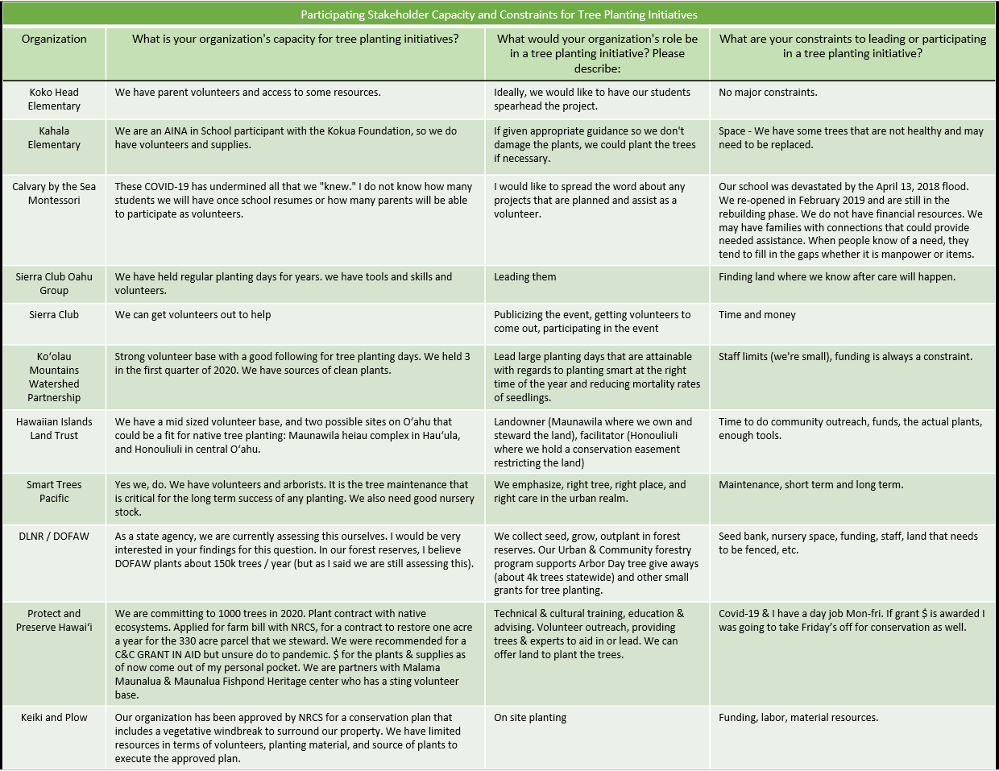 Participating Stakeholder Capacity and Constraints for Tree Planting Initiatives
Organization
What is your organization's capacity for tree planting initiatives?
What would your organization's role be
in a tree planting initiative? Please
describe:
What are your constraints to leading or participating
in a tree planting initiative?
Koko Head
Elementary
We have parent volunteers and access to some resources.
Ideally, we would like to have our students
spearhead the project.
No major constraints.
Kahala
Elementary
We are an AINA in School participant with the Kokua Foundation, so we do
have volunteers and supplies.
If given appropriate guidance so we don't
damage the plants, we could plant the trees
if necessary.
Space - We have some trees that are not healthy and may
need to be replaced.
Calvary by the Sea
Montessori
These COVID-19 has undermined all that we "knew." I do not know how many
students we will have once school resumes or how many parents will be able
to participate as volunteers.
I would like to spread the word about any
projects that are planned and assist as a
volunteer.
Our school was devastated by the April 13, 2018 flood.
We re-opened in February 2019 and are still in the
rebuilding phase. We do not have financial resources. We
may have families with connections that could provide
needed assistance. When people know of a need, they
tend to fill in the gaps whether it is manpower or items.
Sierra Club Oahu
Group
We have held regular planting days for years. we have tools and skills and
volunteers.
Leading them
Finding land where we know after care will happen.
Sierra Club
We can get volunteers out to help
Publicizing the event, getting volunteers to
come out, participating in the event
Time and money
Koʻolau
Mountains
Watershed
Partnership
Strong volunteer base with a good following for tree planting days. We held 3
in the first quarter of 2020. We have sources of clean plants.
Lead large planting days that are attainable
with regards to planting smart at the right
time of the year and reducing mortality rates
of seedlings.
Staff limits (we're small), funding is always a constraint.
Hawaiian Islands
Land Trust
We have a mid sized volunteer base, and two possible sites on Oʻahu that
could be a fit for native tree planting: Maunawila heiau complex in Hauʻula,
and Honouliuli in central Oʻahu.
Landowner (Maunawila where we own and
steward the land), facilitator (Honouliuli
where we hold a conservation easement
restricting the land)
Time to do community outreach, funds, the actual plants,
enough tools.
Smart Trees
Pacific
Yes we, do. We have volunteers and arborists. It is the tree maintenance that
is critical for the long term success of any planting. We also need good nursery
stock.
We emphasize, right tree, right place, and
right care in the urban realm.
Maintenance, short term and long term.
DLNR / DOFAW
As a state agency, we are currently assessing this ourselves. I would be very
interested in your findings for this question. In our forest reserves, I believe
DOFAW plants about 150k trees / year (but as I said we are still assessing this).
We collect seed, grow, outplant in forest
reserves. Our Urban & Community forestry
program supports Arbor Day tree give aways
(about 4k trees statewide) and other small
grants for tree planting.
Seed bank, nursery space, funding, staff, land that needs
to be fenced, etc.
Protect and
Preserve Hawaiʻi
We are committing to 1000 trees in 2020. Plant contract with native
ecosystems. Applied for farm bill with NRCS, for a contract to restore one acre
a year for the 330 acre parcel that we steward. We were recommended for a
C&C GRANT IN AID but unsure do to pandemic. $ for the plants & supplies as
of now come out of my personal pocket. We are partners with Malama
Maunalua & Maunalua Fishpond Heritage center who has a sting volunteer
base.
Technical & cultural training, education &
advising. Volunteer outreach, providing
trees & experts to aid in or lead. We can
offer land to plant the trees.
Covid-19 & I have a day job Mon-fri. If grant $ is awarded I
was going to take Friday’s off for conservation as well.
Keiki and Plow
Our organization has been approved by NRCS for a conservation plan that
includes a vegetative windbreak to surround our property. We have limited
resources in terms of volunteers, planting material, and source of plants to
execute the approved plan.
On site planting
Funding, labor, material resources.